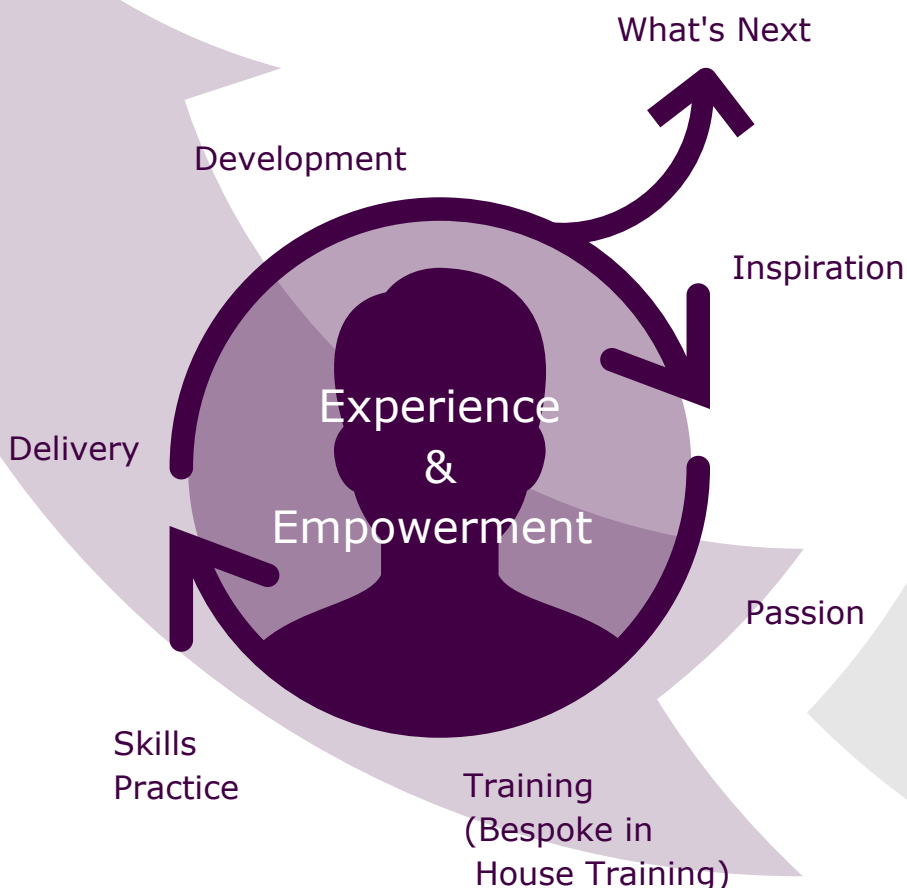 What's Next
Development
Inspiration
Experience
&
Empowerment
Delivery
Passion
Skills
Practice
Training
(Bespoke in
House Training)